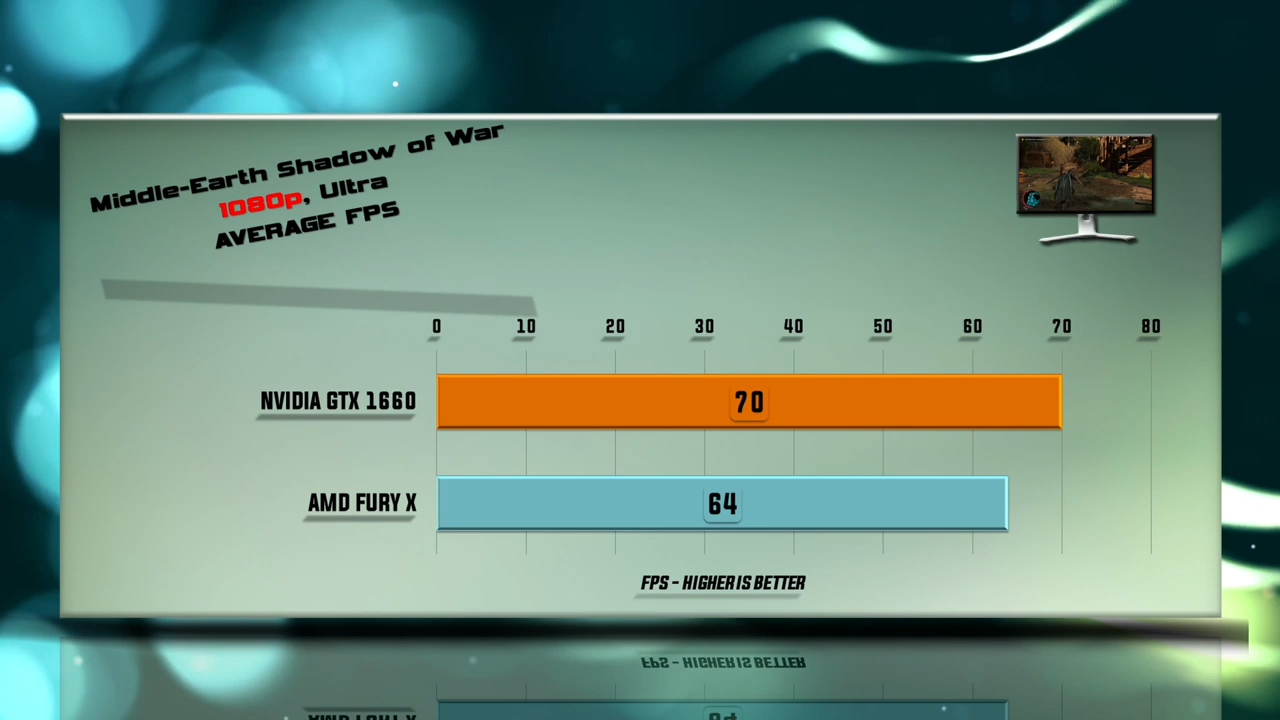 Middle-Earth Shadow of War
1080p, Ultra
AVERAGE FPS
0 10 20 30 40 50 60 70 80
NVIDIA GTX 1660 70
AMD FURY X 64
FPS - HIGHER IS BETTER